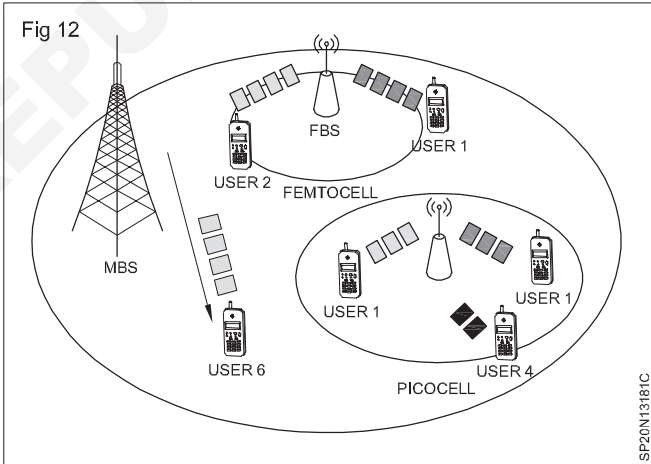 Fig 12
FBS
USER 1
USER 2
FEMTOCELL
MBS
USER 1
USER 1
USER 6
USER 4
PICOCELL
SP20N13181C